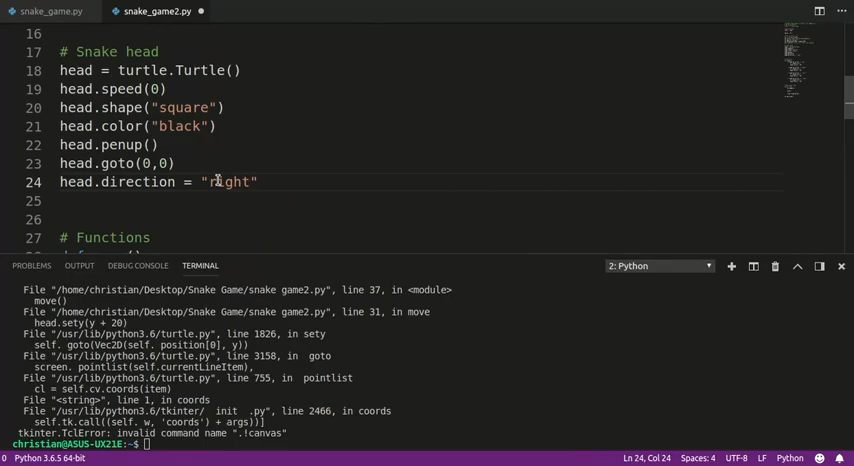 snake_game.py snake_game2.py
16
17 # Snake head
18 head = turtle.Turtle()
19 head.speed(0)
20 head.shape("square")
21 head.color("black")
22 head.penup()
23 head.goto(0,0)
24 head.direction = "right"
25
26
27 # Functions
PROBLEMS OUTPUT DEBUG CONSOLE TERMINAL 2: Python
File "/home/christian/Desktop/Snake Game/snake game2.py", line 37, in <module>
move()
File "/home/christian/Desktop/Snake Game/snake game2.py", line 31, in move
head.sety(y + 20)
File "/usr/lib/python3.6/turtle.py", line 1826, in sety
self. goto(Vec2D(self. position[0], y))
File "/usr/lib/python3.6/turtle.py", line 3158, in goto
screen. pointlist(self.currentLineItem),
File "/usr/lib/python3.6/turtle.py", line 755, in pointlist
cl = self.cv.coords(item)
File "<string>", line 1, in coords
File "/usr/lib/python3.6/tkinter/ init .py", line 2466, in coords
self.tk.call((self. w, 'coords') + args))]
tkinter.TclError: invalid command name ".!canvas"
christian@ASUS-UX21E:~$
0 Python 3.6.5 64-bit Ln 24, Col 24 Spaces: 4 UTF-8 LF Python